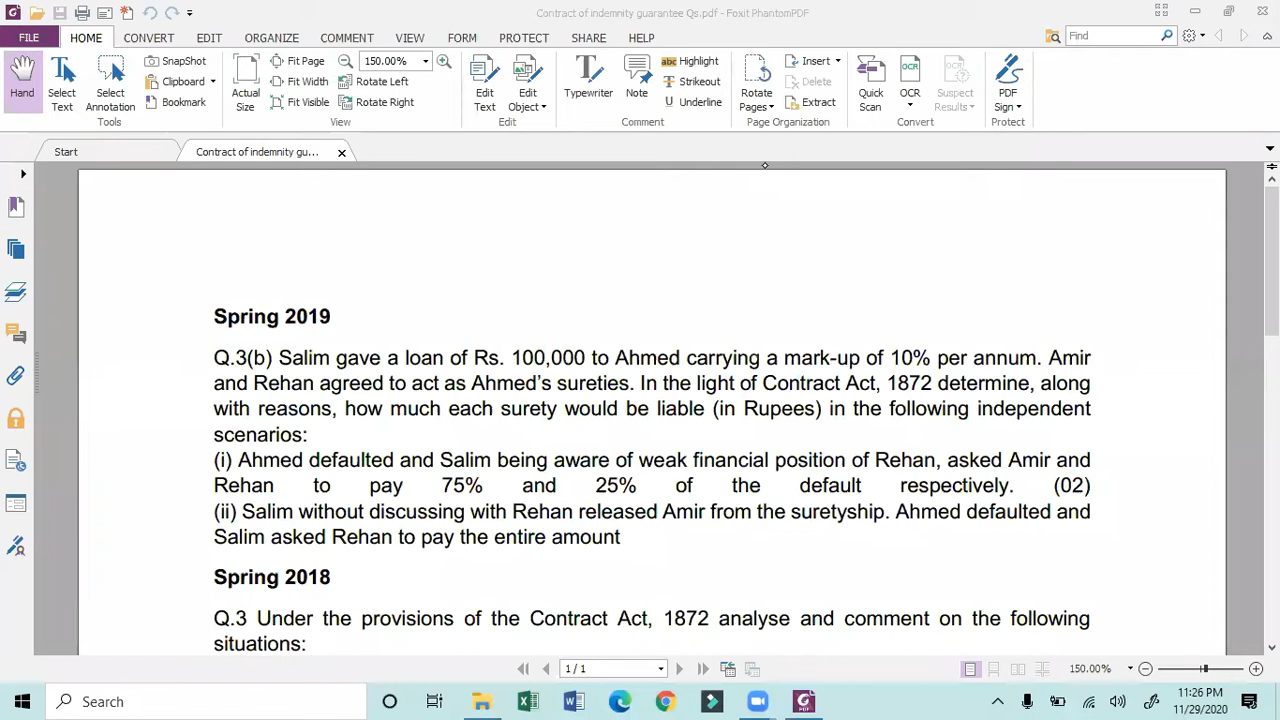 Contract of indemnity guarantee Qs.pdf - Foxit PhantomPDF
FILE HOME CONVERT EDIT ORGANIZE COMMENT VIEW FORM PROTECT SHARE HELP Find
Hand
Select Text
Select Annotation
SnapShot
Clipboard
Bookmark
Tools
Actual Size
Fit Page
Fit Width
Fit Visible
150.00%
Rotate Left
Rotate Right
View
Edit Text
Edit Object
Edit
Typewriter
Note
Highlight
Strikeout
Underline
Comment
Rotate Pages
Insert
Delete
Extract
Page Organization
Quick Scan
OCR
Suspect Results
Convert
PDF Sign
Protect
Start
Contract of indemnity gu...
Spring 2019
Q.3(b) Salim gave a loan of Rs. 100,000 to Ahmed carrying a mark-up of 10% per annum. Amir
and Rehan agreed to act as Ahmed's sureties. In the light of Contract Act, 1872 determine, along
with reasons, how much each surety would be liable (in Rupees) in the following independent
scenarios:
(i) Ahmed defaulted and Salim being aware of weak financial position of Rehan, asked Amir and
Rehan to pay 75% and 25% of the default respectively. (02)
(ii) Salim without discussing with Rehan released Amir from the suretyship. Ahmed defaulted and
Salim asked Rehan to pay the entire amount
Spring 2018
Q.3 Under the provisions of the Contract Act, 1872 analyse and comment on the following
situations:
1 / 1
150.00%
Search
11:26 PM
11/29/2020